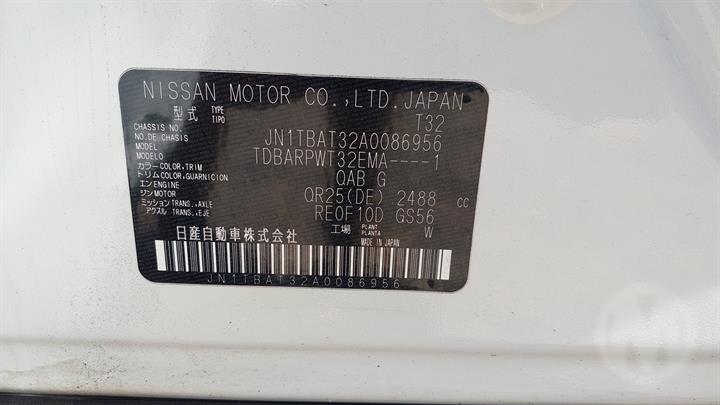 NISSAN MOTOR CO.,LTD.JAPAN
型式 TYPE TIPO T32
CHASSIS NO. NO.DE CHASIS JN1TBAT32A0086956
MODEL MODELO TDBARPWT32EMA----1
カラー COLOR,TRIM トリム COLOR,GUARNICION QAB G
エン ENGINE ジン MOTOR QR25(DE) 2488 CC
ミッション TRANS.,AXLE アクスル TRANS.,EJE RE0F10D GS56
日産自動車株式会社 工場 PLANT PLANTA W
MADE IN JAPAN
JN1TBAT32A0086956